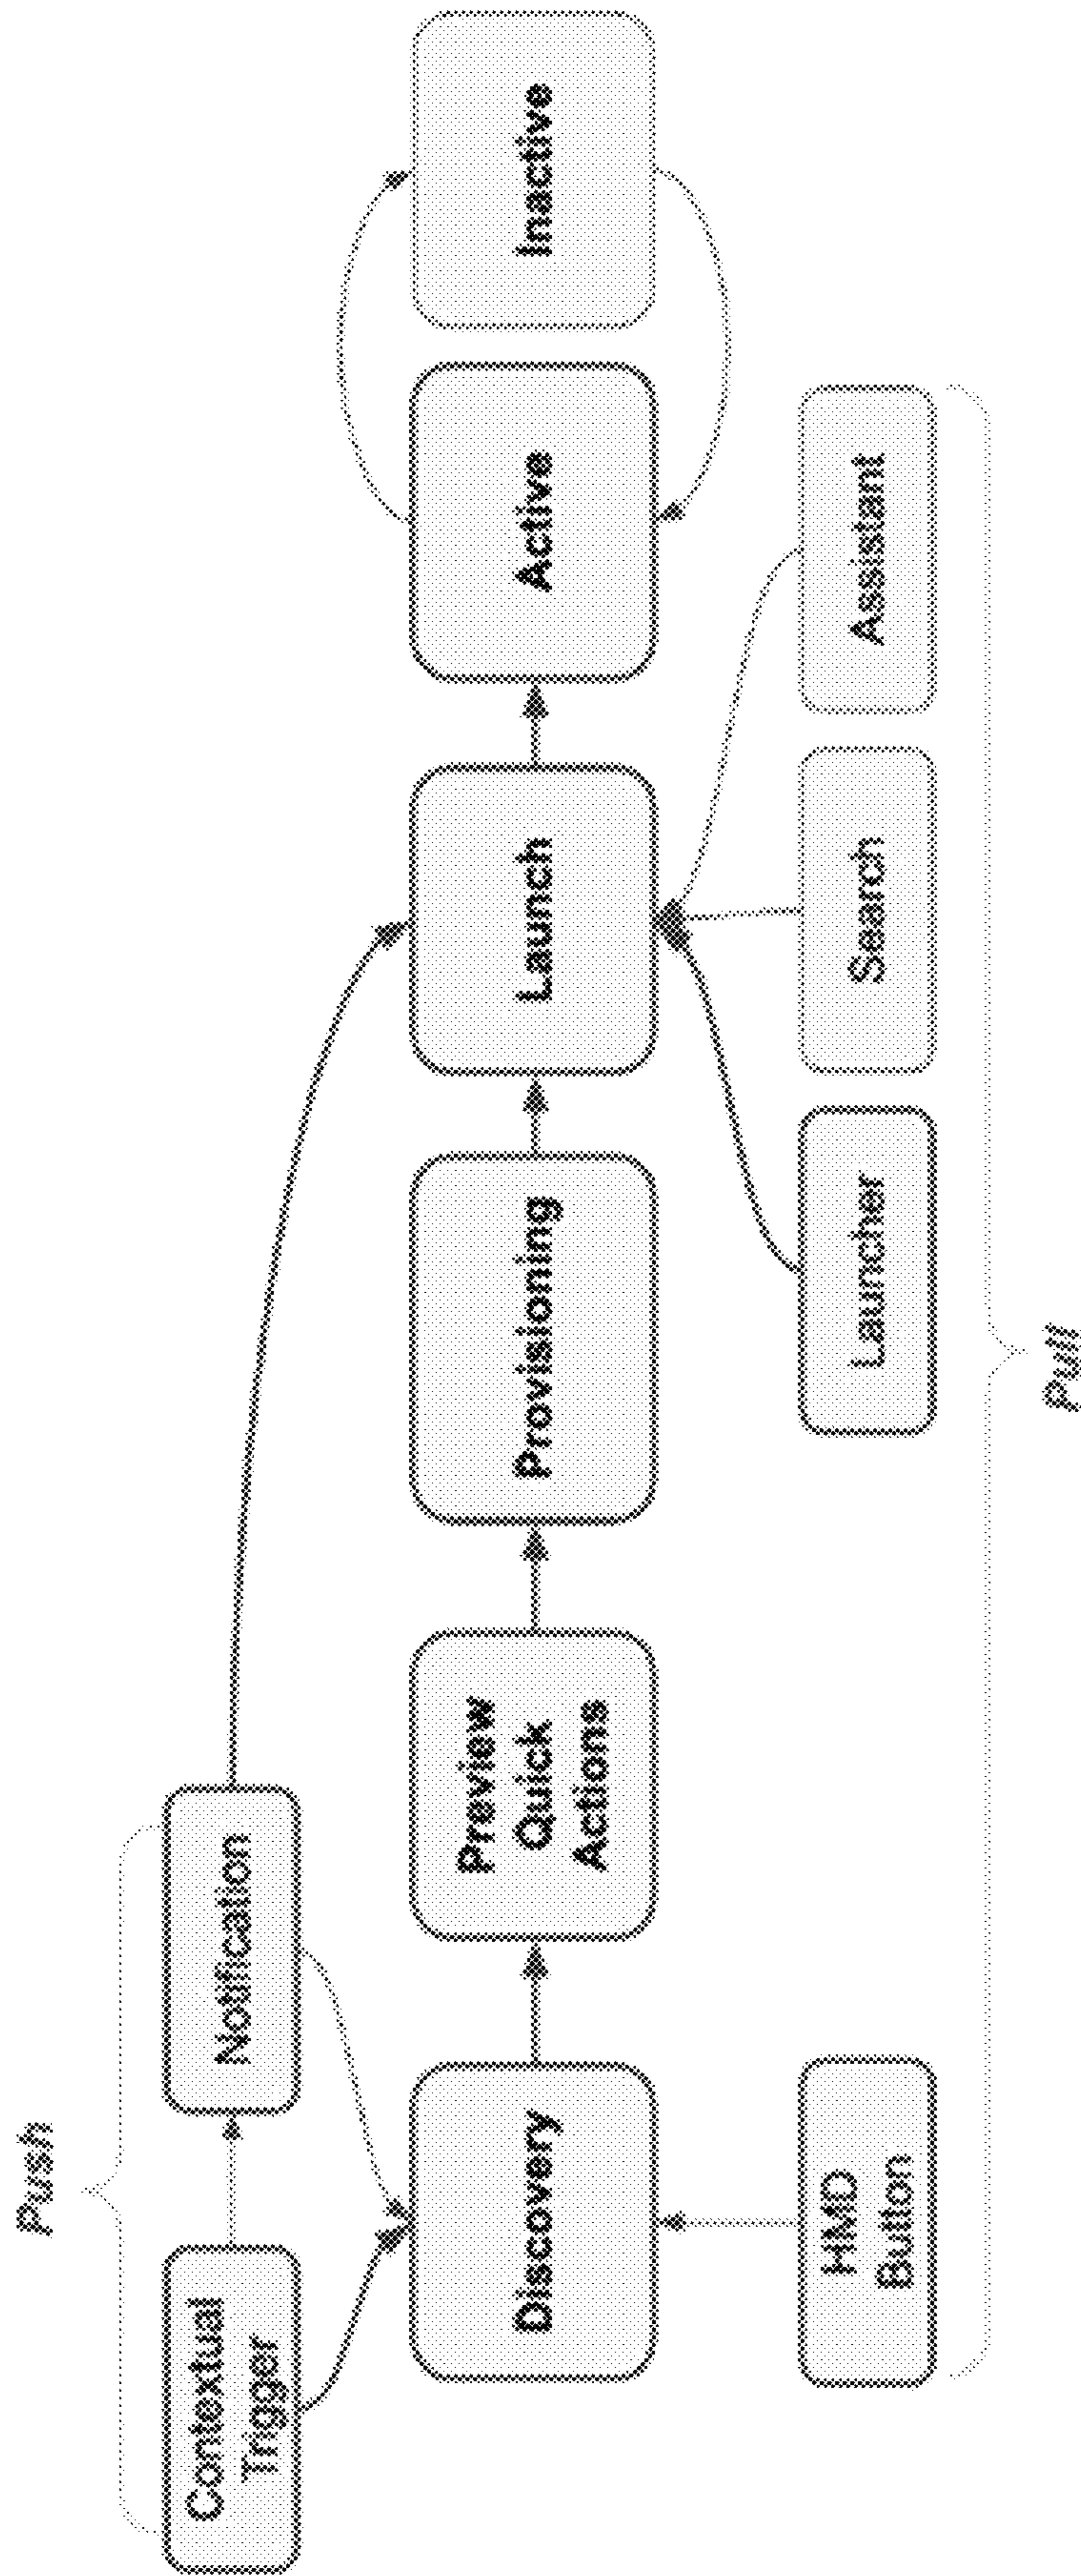 Push
Contextual
Trigger
Notification
Discovery
Preview
Quick
Actions
Provisioning
Launch
Active
Inactive
HMD
Button
Launcher
Search
Assistant
Pull